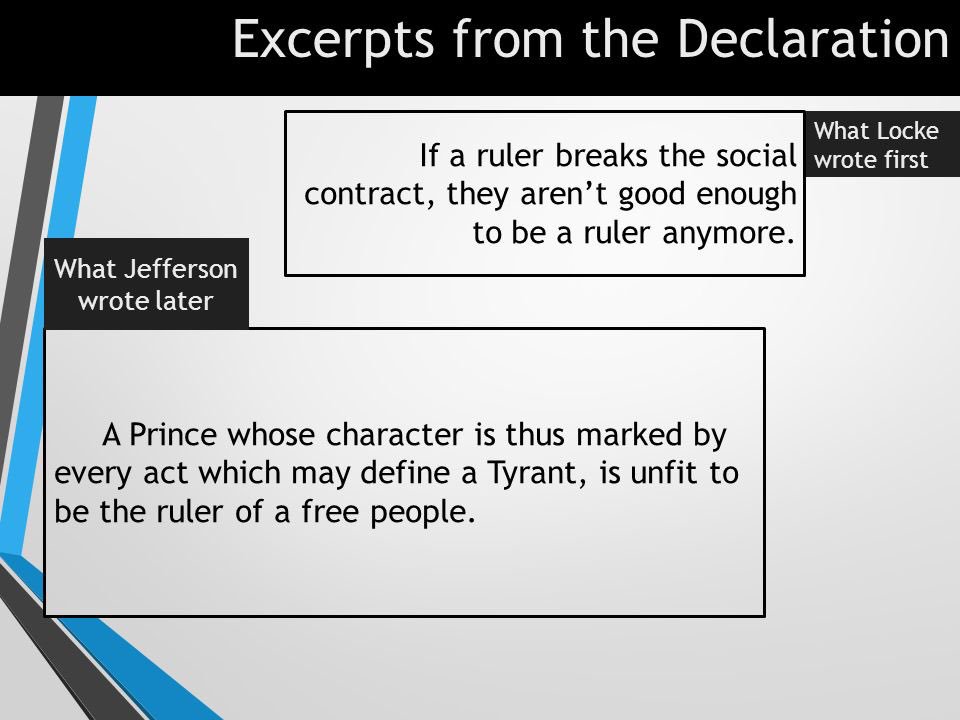 Excerpts from the Declaration
What Locke
wrote first
If a ruler breaks the social
contract, they aren’t good enough
to be a ruler anymore.
What Jefferson
wrote later
A Prince whose character is thus marked by
every act which may define a Tyrant, is unfit to
be the ruler of a free people.